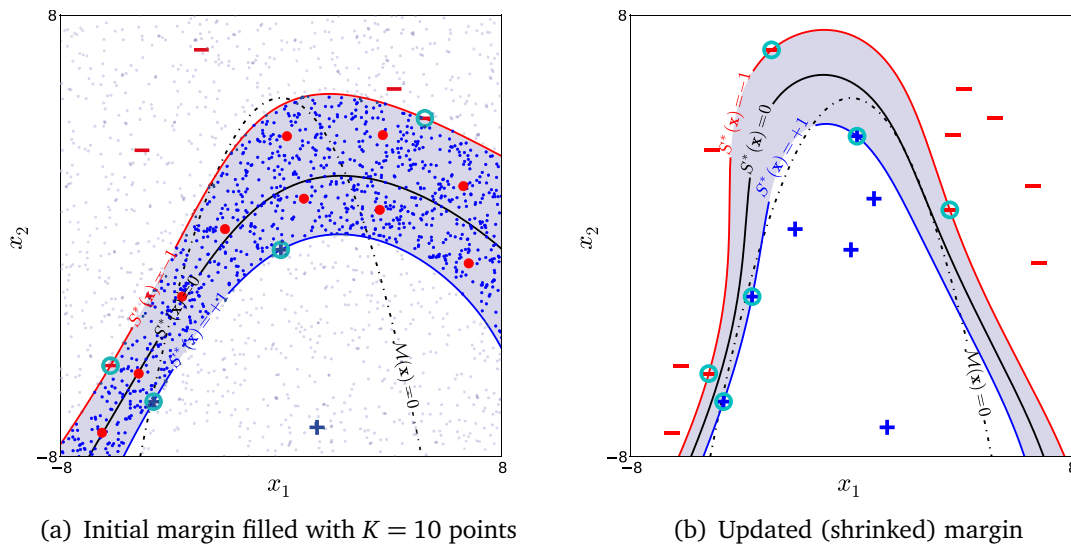 8
x₂
S*(x)=−1
S*(x)=0
S*(x)=+1
M(x)=0
−8
−8
8
x₁
(a) Initial margin filled with K = 10 points
8
x₂
S*(x)=−1
S*(x)=0
S*(x)=+1
M(x)=0
−8
−8
8
x₁
(b) Updated (shrinked) margin